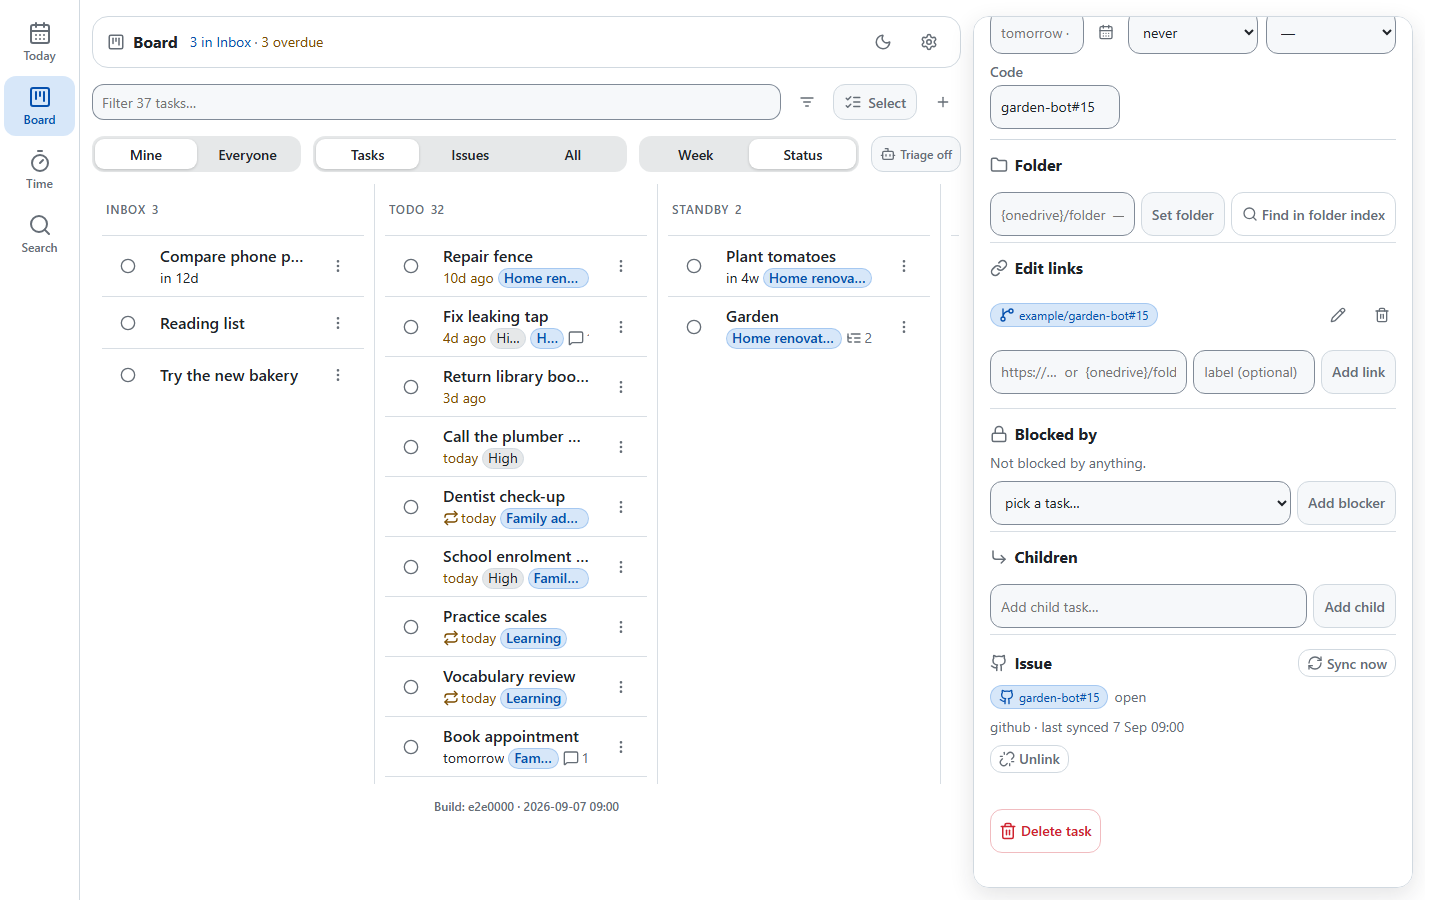 Today
Board
Time
Search
Board 3 in Inbox · 3 overdue
Filter 37 tasks...
Select
Mine Everyone
Tasks Issues All
Week Status
Triage off
INBOX 3
Compare phone p...
in 12d
Reading list
Try the new bakery
TODO 32
Repair fence
10d ago Home ren...
Fix leaking tap
4d ago Hi... H...
Return library boo...
3d ago
Call the plumber ...
today High
Dentist check-up
today Family ad...
School enrolment ...
today High Famil...
Practice scales
today Learning
Vocabulary review
today Learning
Book appointment
tomorrow Fam... 1
STANDBY 2
Plant tomatoes
in 4w Home renova...
Garden
Home renovat... 2
Build: e2e0000 · 2026-09-07 09:00
tomorrow · never —
Code
garden-bot#15
Folder
{onedrive}/folder — Set folder Find in folder index
Edit links
example/garden-bot#15
https://... or {onedrive}/fold label (optional) Add link
Blocked by
Not blocked by anything.
pick a task... Add blocker
Children
Add child task... Add child
Issue Sync now
garden-bot#15 open
github · last synced 7 Sep 09:00
Unlink
Delete task